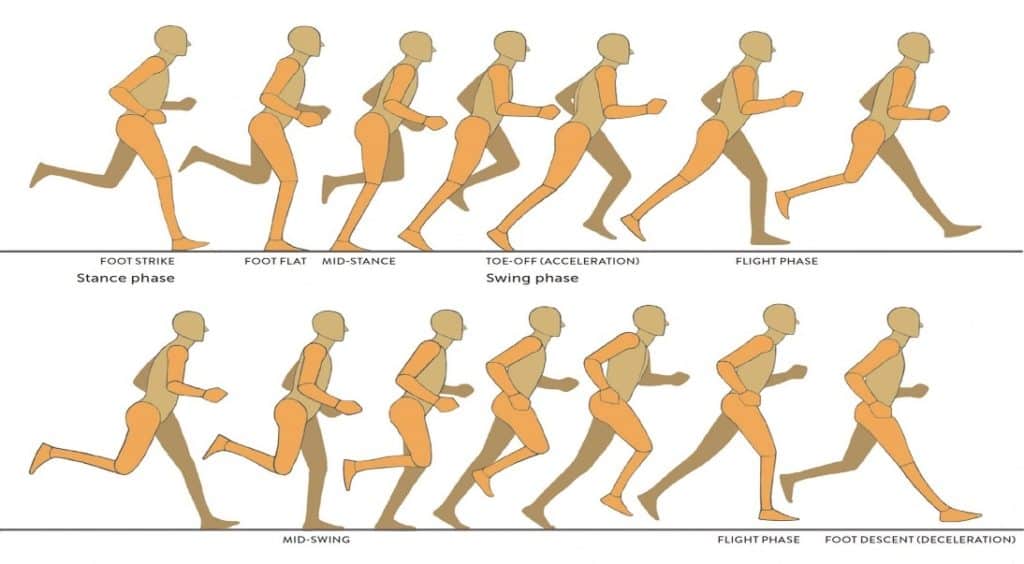 FOOT STRIKE FOOT FLAT MID-STANCE TOE-OFF (ACCELERATION) FLIGHT PHASE
Stance phase Swing phase
MID-SWING FLIGHT PHASE FOOT DESCENT (DECELERATION)